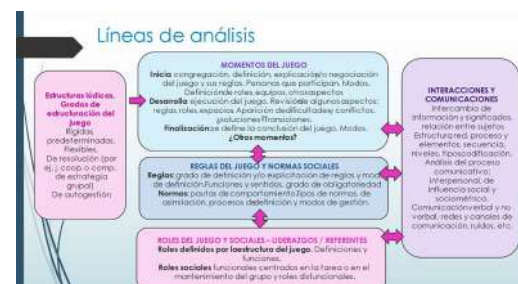 Líneas de análisis
Estructuras lúdicas.
Grados de
estructuración del
juego
Rígidas,
predeterminadas.
Flexibles.
De resolución (por
ej.,: coop o comp.
de estrategia
grupal)
De autogestión
MOMENTOS DEL JUEGO
Inicio: congregación, definición, explicación y/o negociación
del juego y sus reglas. Personas que participan. Modos.
Definición de roles, equipos, otros aspectos
Desarrollo: ejecución del juego. Revisión de algunos aspectos:
reglas, roles, espacios. Aparición de dificultades y conflictos.
¿soluciones? Transiciones.
Finalización: se define la conclusión del juego. Modos.
¿Otros momentos?
REGLAS DEL JUEGO Y NORMAS SOCIALES
Reglas: grado de definición y/o explicitación de reglas y modos
de definición. Funciones y sentidos, grado de obligatoriedad
Normas: pautas de comportamiento. Tipos de normas, de
asimilación, procesos de definición y modos de gestión.
ROLES DEL JUEGO Y SOCIALES – LIDERAZGOS / REFERENTES
Roles definidos por la estructura del juego. Definiciones y
funciones.
Roles sociales funcionales centrados en la tarea o en el
mantenimiento del grupo y roles disfuncionales.
INTERACCIONES Y
COMUNICACIONES
Intercambio de
información y significados,
relación entre sujetos
Estructura red, proceso y
elementos, secuencia,
niveles, tipos, codificación.
Análisis del proceso
comunicativo:
interpersonal, de
influencia social y
sociométrica.
Comunicación verbal y no
verbal, redes y canales de
comunicación, ruidos, etc.